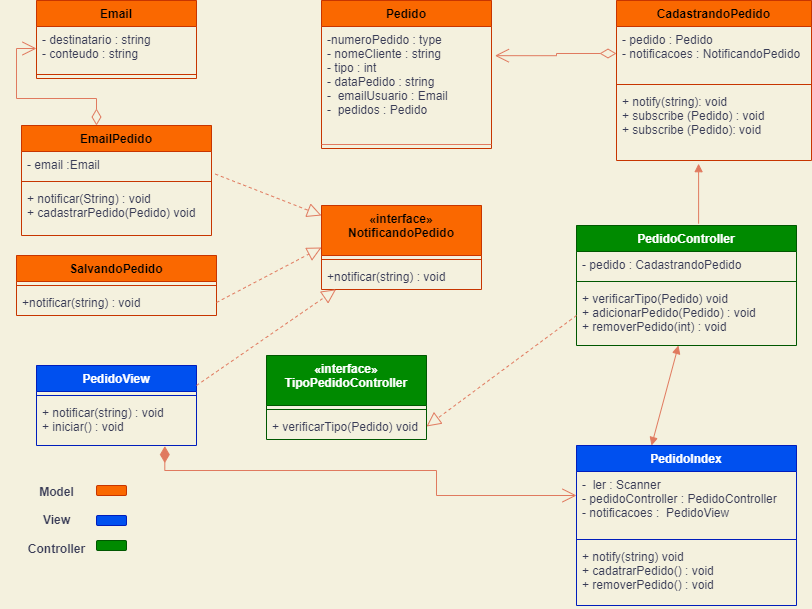 Email
- destinatario : string
- conteudo : string
Pedido
-numeroPedido : type
- nomeCliente : string
- tipo : int
- dataPedido : string
- emailUsuario : Email
- pedidos : Pedido
CadastrandoPedido
- pedido : Pedido
- notificacoes : NotificandoPedido
+ notify(string): void
+ subscribe (Pedido) : void
+ subscribe (Pedido): void
EmailPedido
- email :Email
+ notificar(String) : void
+ cadastrarPedido(Pedido) void
«interface»
NotificandoPedido
+notificar(string) : void
PedidoController
- pedido : CadastrandoPedido
+ verificarTipo(Pedido) void
+ adicionarPedido(Pedido) : void
+ removerPedido(int) : void
SalvandoPedido
+notificar(string) : void
PedidoView
+ notificar(string) : void
+ iniciar() : void
«interface»
TipoPedidoController
+ verificarTipo(Pedido) void
PedidoIndex
- ler : Scanner
- pedidoController : PedidoController
- notificacoes : PedidoView
+ notify(string) void
+ cadatrarPedido() : void
+ removerPedido() : void
Model
View
Controller